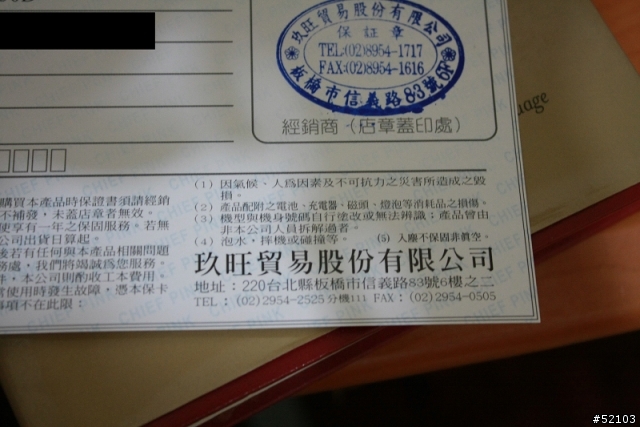 玖旺貿易股份有限公司
保證章
TEL:(02)8954-1717
FAX:(02)8954-1616
板橋市信義路83號6F
經銷商 (店章蓋印處)
uage
購買本產品時保證書須請經銷
不補發，未蓋店章者無效。
使享有一年之保固服務。若無
公司出貨日算起。
後若有任何與本產品相關問題
務處，我們將竭誠為您服務。
件，本公司則酌收工本費用。
常使用時發生故障，憑本保卡
事項不在此限：
(1) 因氣候、人為因素及不可抗力之災害所造成之毀
損。
(2) 產品配附之電池、充電器、磁頭、燈泡等消耗品之損傷。
(3) 機型與機身號碼自行塗改或無法辨識；產品曾由
非本公司人員拆解過者。
(4) 泡水，摔機或碰撞等。 (5) 入塵不保固非真空。
玖旺貿易股份有限公司
地址：220台北縣板橋市信義路83號6樓之二
TEL：(02)2954-2525分機111 FAX：(02)2954-0505
#52103